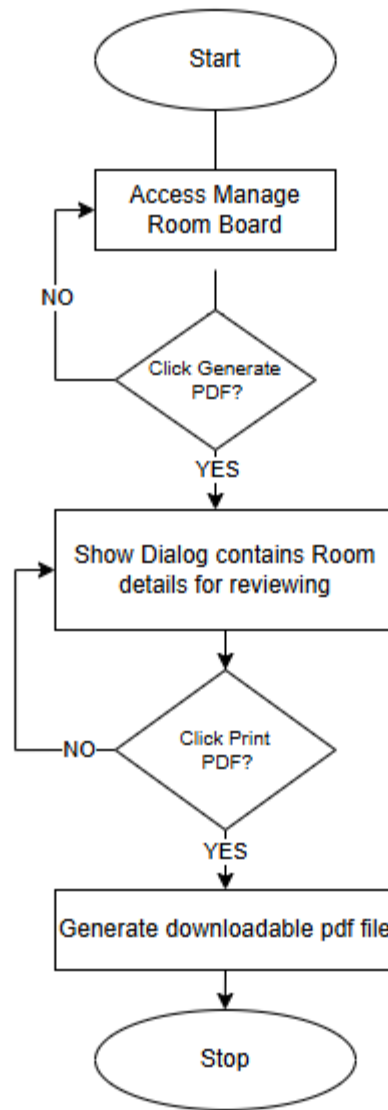 Start
Access Manage
Room Board
NO
Click Generate
PDF?
YES
Show Dialog contains Room
details for reviewing
NO
Click Print
PDF?
YES
Generate downloadable pdf file
Stop